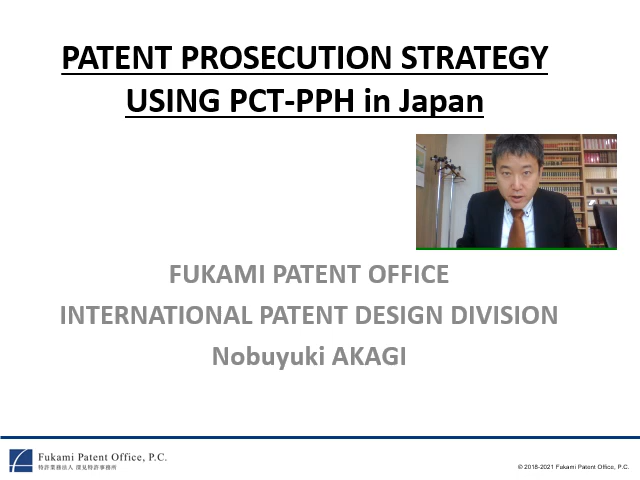 PATENT PROSECUTION STRATEGY
USING PCT-PPH in Japan
FUKAMI PATENT OFFICE
INTERNATIONAL PATENT DESIGN DIVISION
Nobuyuki AKAGI
Fukami Patent Office, P.C.
特許業務法人 深見特許事務所
© 2018-2021 Fukami Patent Office, P.C.